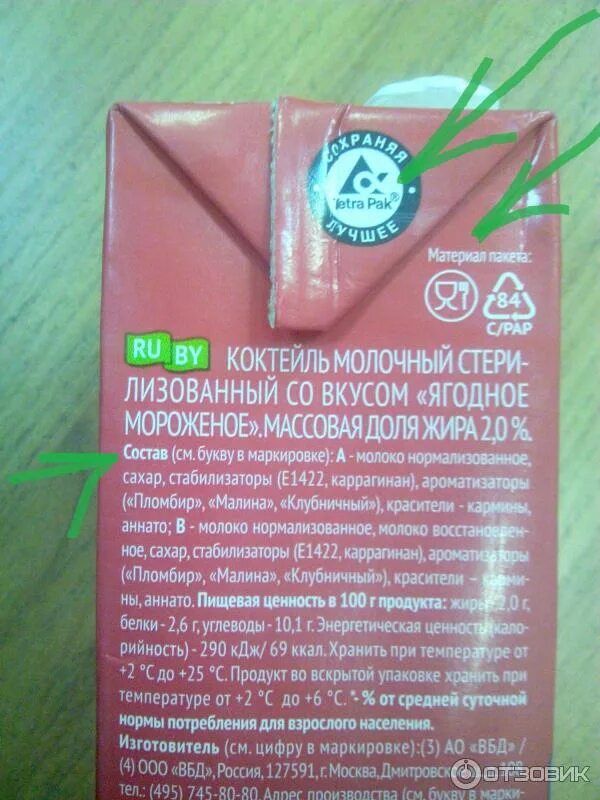 СОХРАНЯЯ
Tetra Pak®
ЛУЧШЕЕ
Материал пакета:
84
C/PAP
RU BY
КОКТЕЙЛЬ МОЛОЧНЫЙ СТЕРИ-
ЛИЗОВАННЫЙ СО ВКУСОМ «ЯГОДНОЕ
МОРОЖЕНОЕ». МАССОВАЯ ДОЛЯ ЖИРА 2,0 %.
Состав (см. букву в маркировке): А - молоко нормализованное,
сахар, стабилизаторы (Е1422, каррагинан), ароматизаторы
(«Пломбир», «Малина», «Клубничный»), красители - кармины,
аннато; В - молоко нормализованное, молоко восстановлен-
ное, сахар, стабилизаторы (Е1422, каррагинан), ароматизаторы
(«Пломбир», «Малина», «Клубничный»), красители – карми-
ны, аннато. Пищевая ценность в 100 г продукта: жиры - 2,0 г,
белки - 2,6 г, углеводы - 10,1 г. Энергетическая ценность (кало-
рийность) - 290 кДж/ 69 ккал. Хранить при температуре от
+2 °С до +25 °С. Продукт во вскрытой упаковке хранить при
температуре от +2 °С до +6 °С. *- % от средней суточной
нормы потребления для взрослого населения.
Изготовитель (см. цифру в маркировке):(3) АО «ВБД» /
(4) ООО «ВБД», Россия, 127591, г. Москва, Дмитровское
тел.: (495) 745-80-80. Адрес производства (см. букву в марки-
ОТЗОВИК